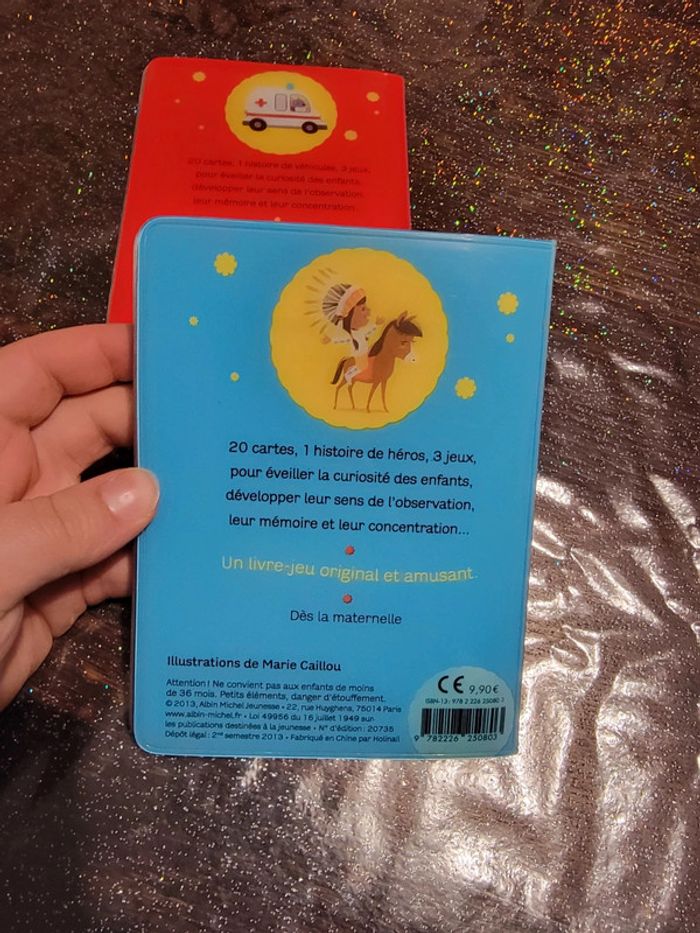 20 cartes, 1 histoire de véhicules, 3 jeux,
pour éveiller la curiosité des enfants,
développer leur sens de l'observation,
leur mémoire et leur concentration
20 cartes, 1 histoire de héros, 3 jeux,
pour éveiller la curiosité des enfants,
développer leur sens de l'observation,
leur mémoire et leur concentration...
Un livre-jeu original et amusant.
Dès la maternelle
Illustrations de Marie Caillou
Attention ! Ne convient pas aux enfants de moins
de 36 mois. Petits éléments, danger d'étouffement.
© 2013, Albin Michel Jeunesse • 22, rue Huyghens, 75014 Paris
www.albin-michel.fr • Loi 49956 du 16 juillet 1949 sur
les publications destinées à la jeunesse • N° d'édition : 20735
Dépôt légal : 2nd semestre 2013 • Fabriqué en Chine par Holinail
CE 9,90€
ISBN-13 : 978 2 226 25080
9 782226 250803